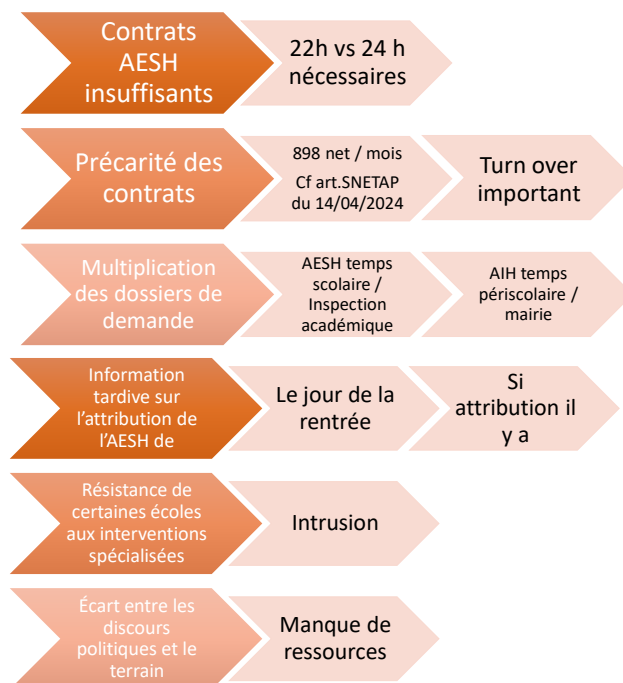 Contrats
AESH
insuffisants
22h vs 24 h
nécessaires
Précarité des
contrats
898 net / mois
Cf art.SNETAP
du 14/04/2024
Turn over
important
Multiplication
des dossiers de
demande
AESH temps
scolaire /
Inspection
académique
AIH temps
périscolaire /
mairie
Information
tardive sur
l'attribution de
l'AESH de
Le jour de la
rentrée
Si
attribution il
y a
Résistance de
certaines écoles
aux interventions
spécialisées
Intrusion
Écart entre les
discours
politiques et le
terrain
Manque de
ressources